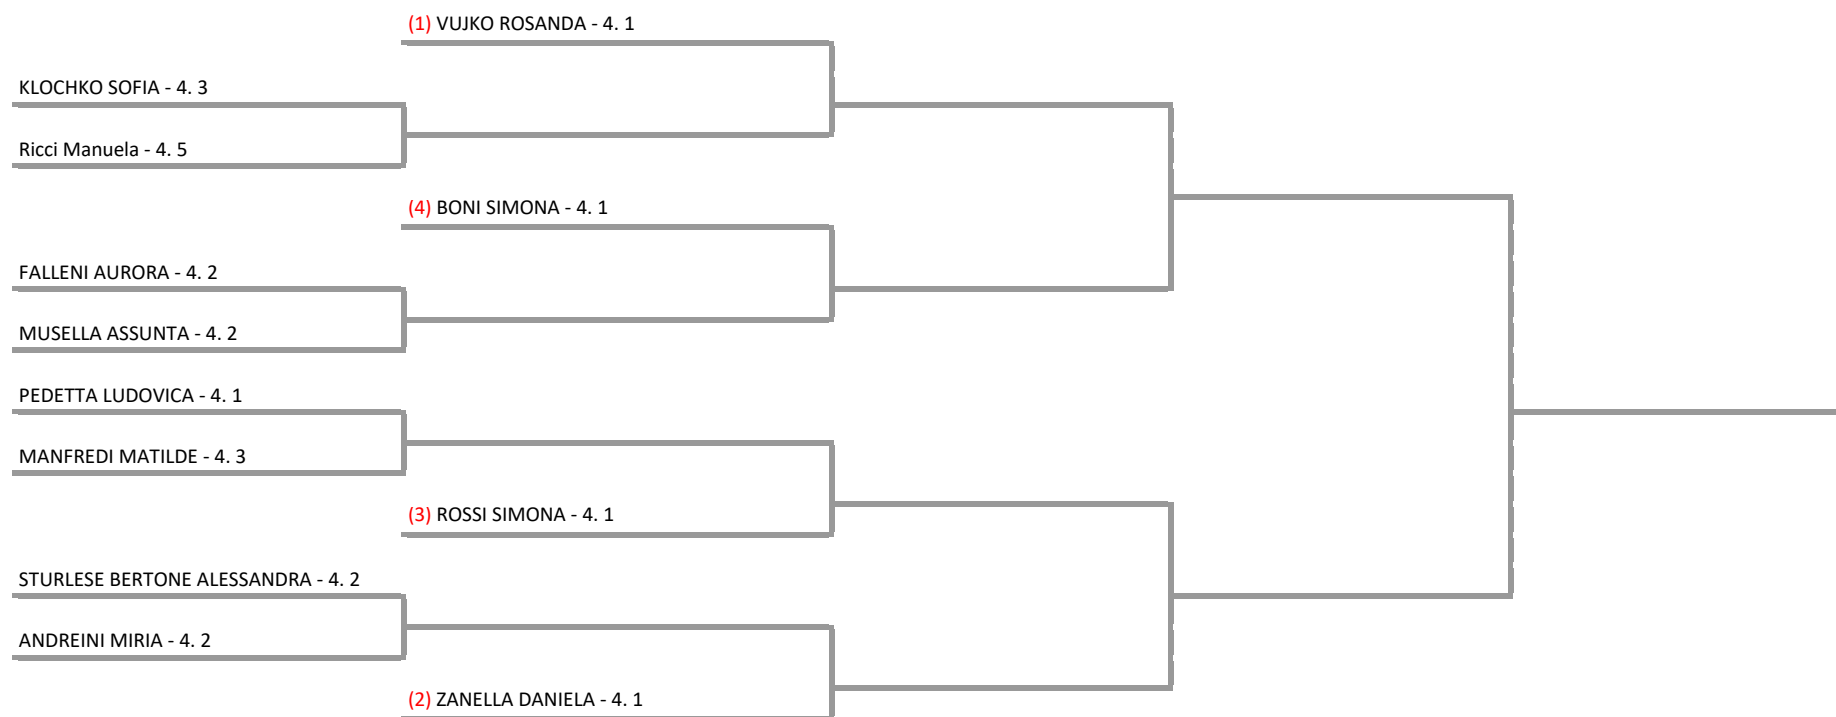 (1) VUJKO ROSANDA - 4. 1
KLOCHKO SOFIA - 4. 3
Ricci Manuela - 4. 5
(4) BONI SIMONA - 4. 1
FALLENI AURORA - 4. 2
MUSELLA ASSUNTA - 4. 2
PEDETTA LUDOVICA - 4. 1
MANFREDI MATILDE - 4. 3
(3) ROSSI SIMONA - 4. 1
STURLESE BERTONE ALESSANDRA - 4. 2
ANDREINI MIRIA - 4. 2
(2) ZANELLA DANIELA - 4. 1